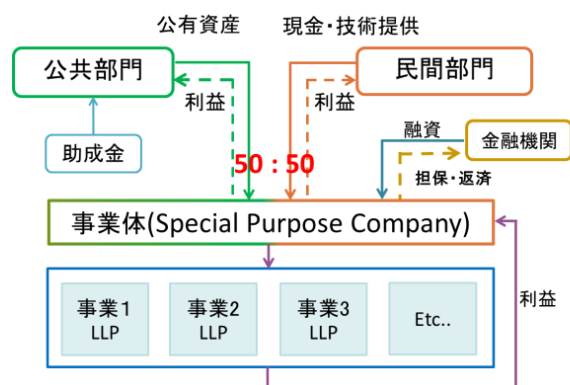 公有資産
現金・技術提供
公共部門
民間部門
利益
利益
融資
金融機関
助成金
50 : 50
担保・返済
事業体(Special Purpose Company)
事業1
LLP
事業2
LLP
事業3
LLP
Etc..
利益